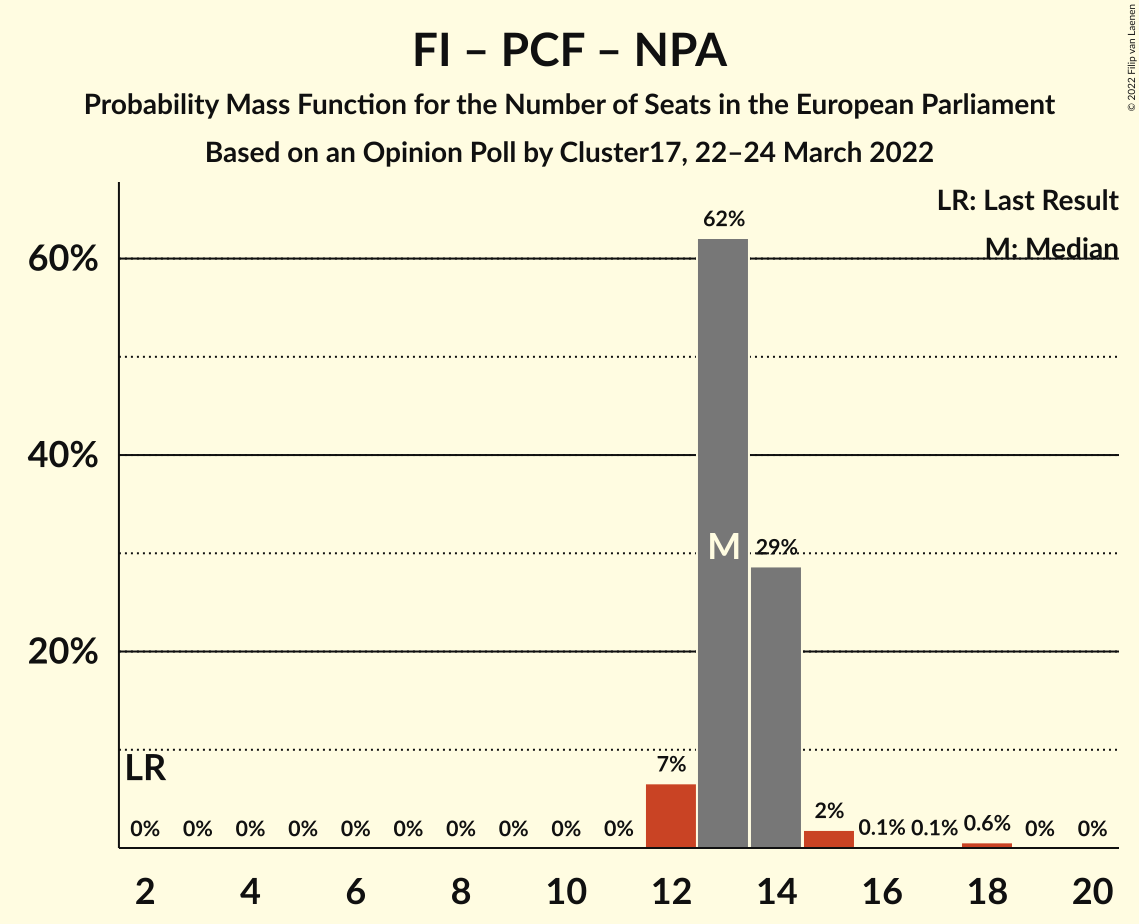 FI – PCF – NPA
Probability Mass Function for the Number of Seats in the European Parliament
Based on an Opinion Poll by Cluster17, 22–24 March 2022
© 2022 Filip van Laenen
LR: Last Result
M: Median
62%
60%
40%
M
29%
20%
LR
7%
0% 0% 0% 0% 0% 0% 0% 0% 0% 0% 2% 0.1% 0.1% 0.6% 0% 0%
2 4 6 8 10 12 14 16 18 20